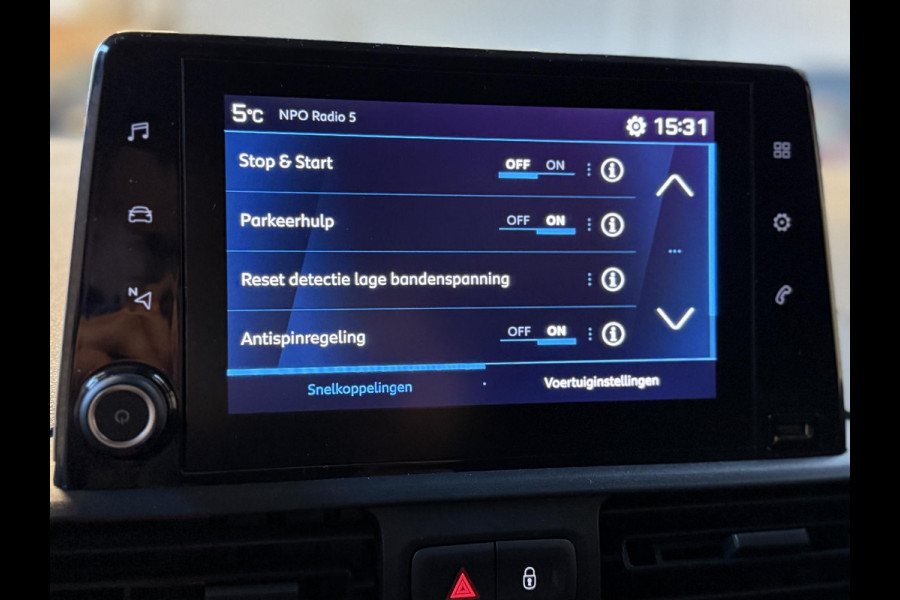 5°C NPO Radio 5 15:31
Stop & Start OFF ON
Parkeerhulp OFF ON
Reset detectie lage bandenspanning
Antispinregeling OFF ON
Snelkoppelingen Voertuiginstellingen
N